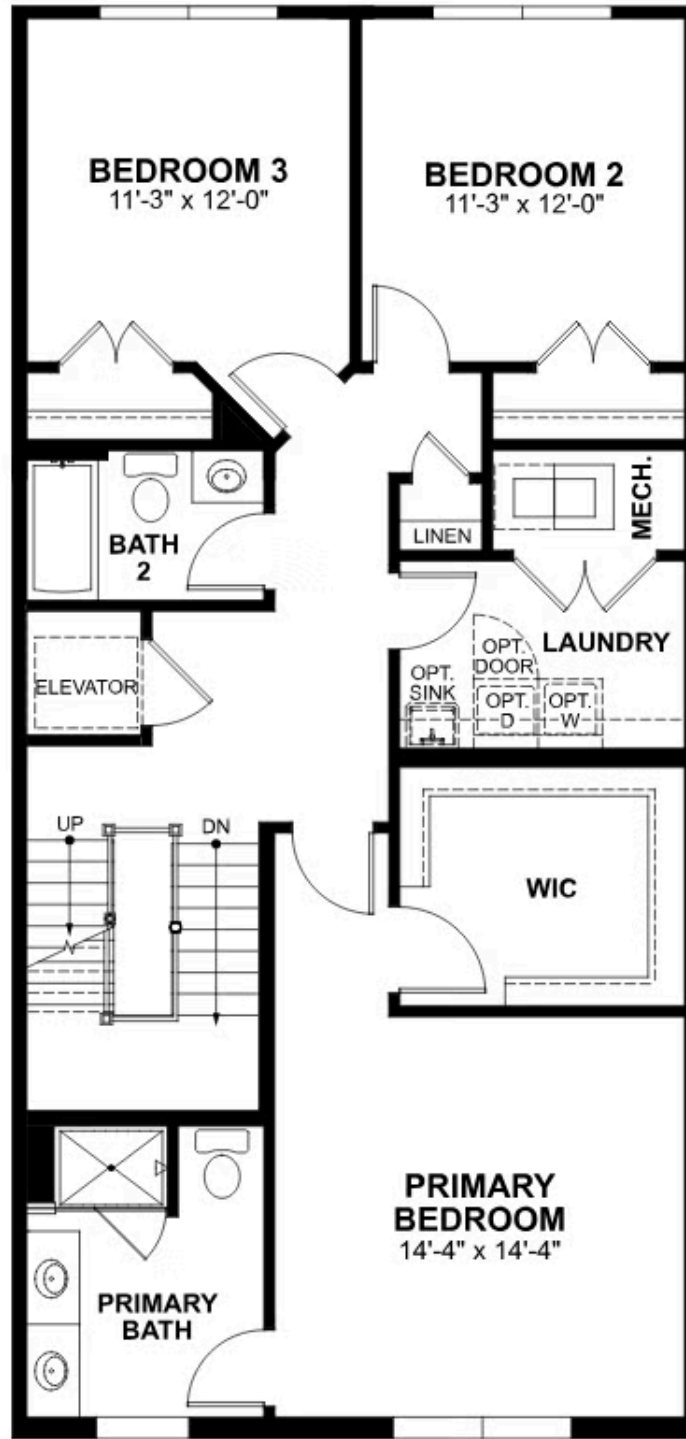 BEDROOM 3
11'-3" x 12'-0"
BEDROOM 2
11'-3" x 12'-0"
BATH
2
LINEN
MECH.
LAUNDRY
OPT.
SINK
OPT.
DOOR
OPT.
D
OPT.
W
ELEVATOR
UP
DN
WIC
PRIMARY
BEDROOM
14'-4" x 14'-4"
PRIMARY
BATH